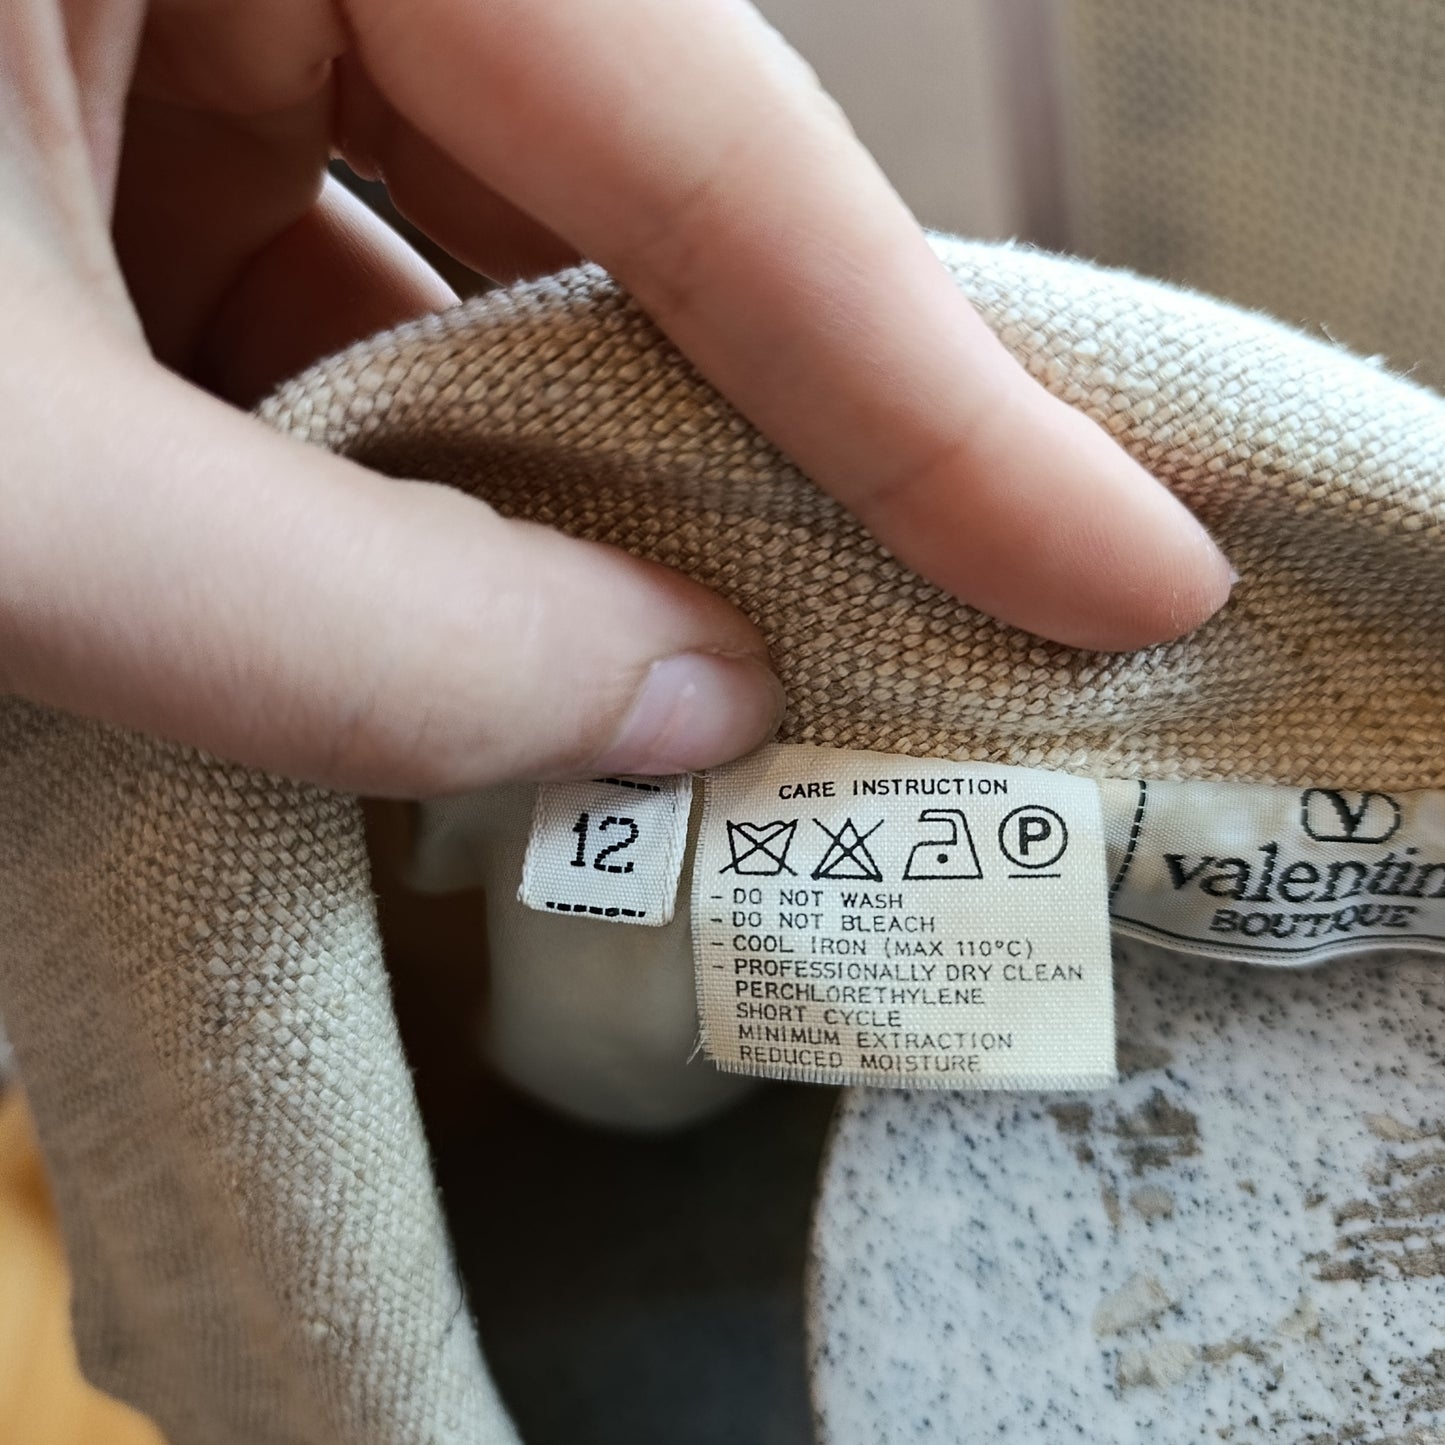 12
CARE INSTRUCTION
P
- DO NOT WASH
- DO NOT BLEACH
- COOL IRON (MAX 110°C)
- PROFESSIONALLY DRY CLEAN
PERCHLORETHYLENE
SHORT CYCLE
MINIMUM EXTRACTION
REDUCED MOISTURE
V
valentin
BOUTIQUE